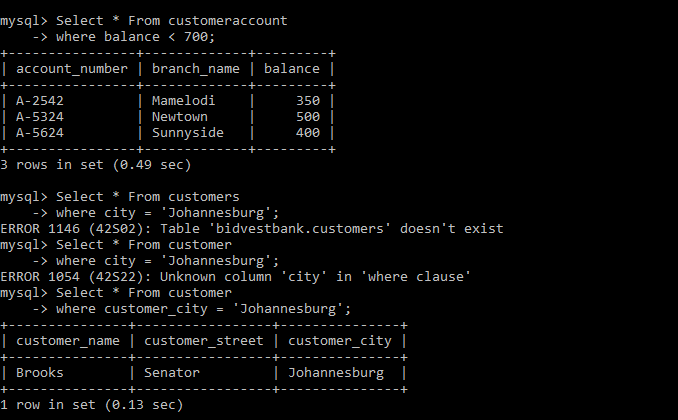 mysql> Select * From customeraccount
    -> where balance < 700;
+----------------+-------------+---------+
| account_number | branch_name | balance |
+----------------+-------------+---------+
| A-2542         | Mamelodi    |     350 |
| A-5324         | Newtown     |     500 |
| A-5624         | Sunnyside   |     400 |
+----------------+-------------+---------+
3 rows in set (0.49 sec)

mysql> Select * From customers
    -> where city = 'Johannesburg';
ERROR 1146 (42S02): Table 'bidvestbank.customers' doesn't exist
mysql> Select * From customer
    -> where city = 'Johannesburg';
ERROR 1054 (42S22): Unknown column 'city' in 'where clause'
mysql> Select * From customer
    -> where customer_city = 'Johannesburg';
+---------------+-----------------+---------------+
| customer_name | customer_street | customer_city |
+---------------+-----------------+---------------+
| Brooks        | Senator         | Johannesburg  |
+---------------+-----------------+---------------+
1 row in set (0.13 sec)